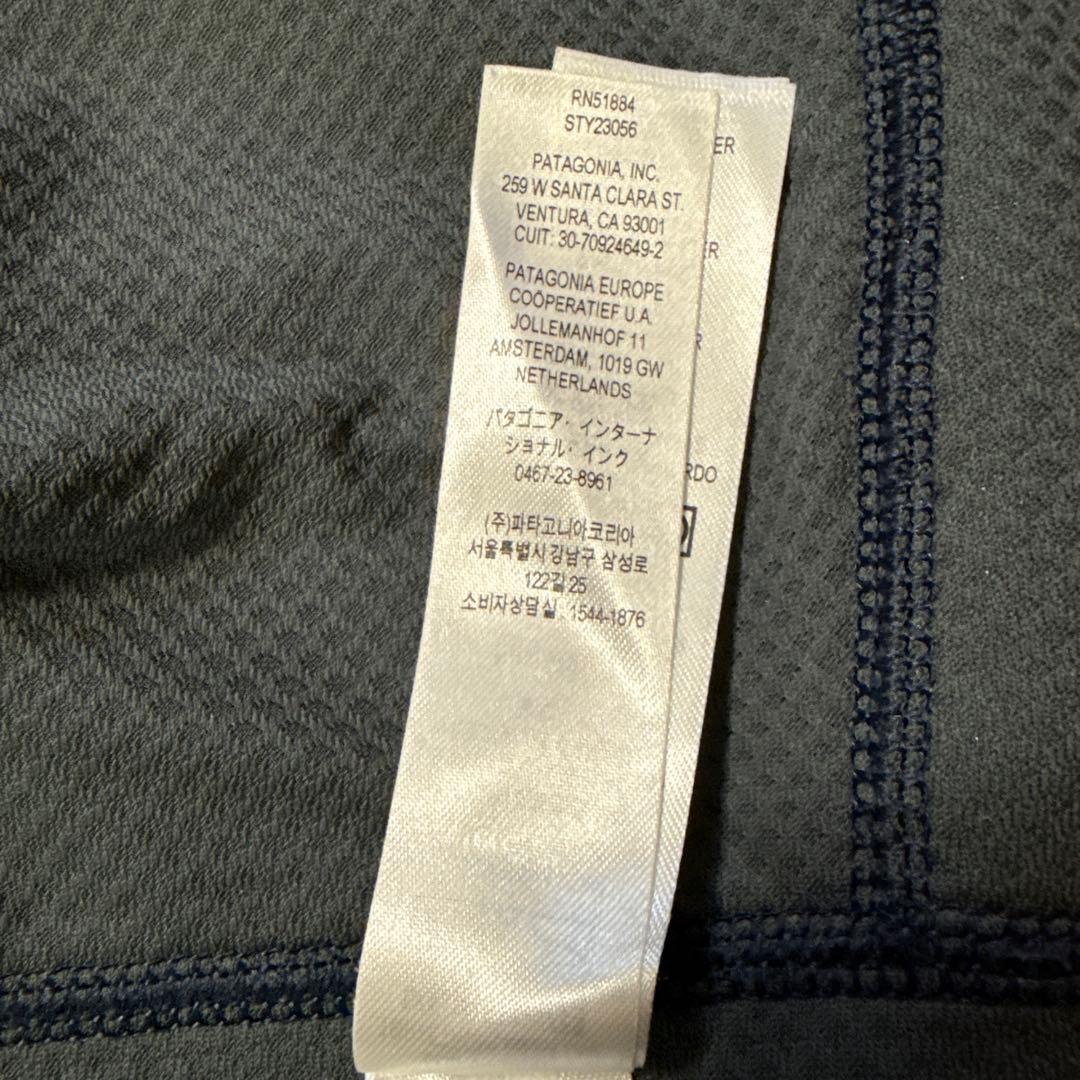 RN51884
STY23056
PATAGONIA, INC.
259 W SANTA CLARA ST.
VENTURA, CA 93001
CUIT: 30-70924649-2
PATAGONIA EUROPE
COÖPERATIEF U.A.
JOLLEMANHOF 11
AMSTERDAM, 1019 GW
NETHERLANDS
パタゴニア・インターナ
ショナル・インク
0467-23-8961
(주)파타고니아코리아
서울특별시 강남구 삼성로
122길 25
소비자상담실 : 1544-1876